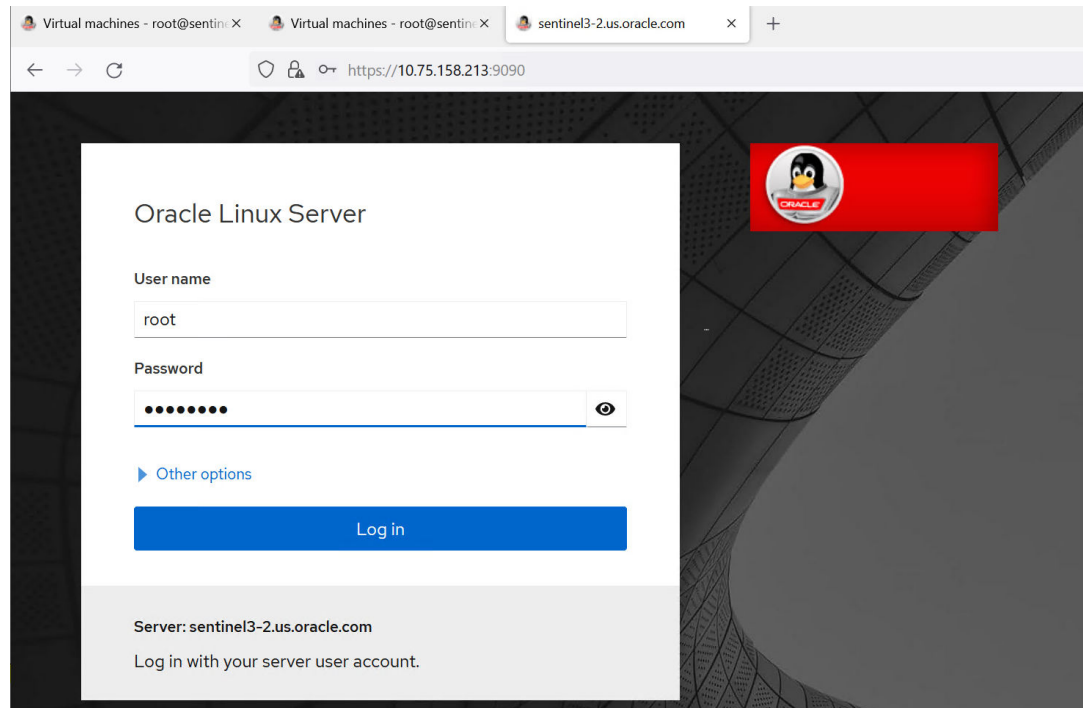 Virtual machines - root@sentine
Virtual machines - root@sentine
sentinel3-2.us.oracle.com
https://10.75.158.213:9090
ORACLE
Oracle Linux Server
User name
root
Password
Other options
Log in
Server: sentinel3-2.us.oracle.com
Log in with your server user account.